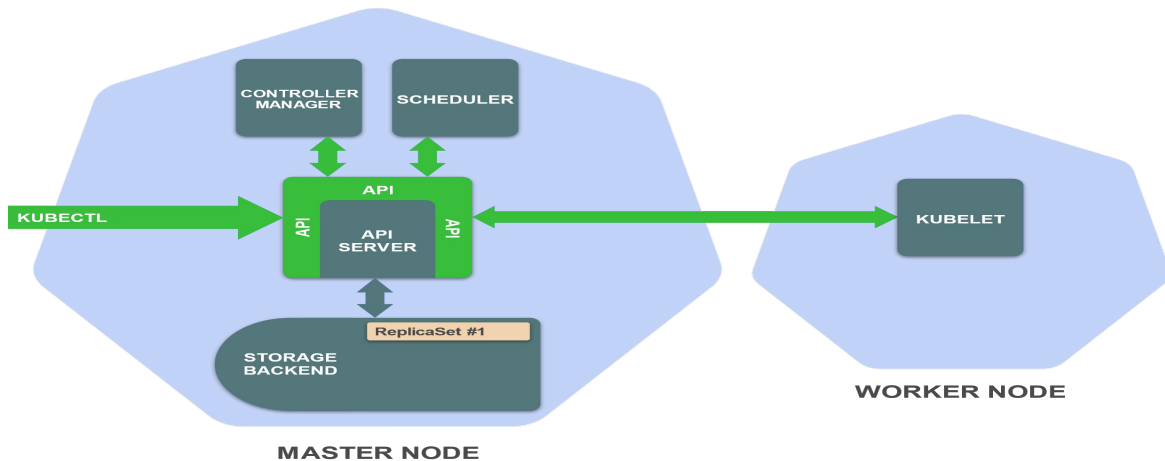 CONTROLLER
MANAGER
SCHEDULER
API
KUBECTL
API
API
SERVER
API
KUBELET
ReplicaSet #1
STORAGE
BACKEND
WORKER NODE
MASTER NODE